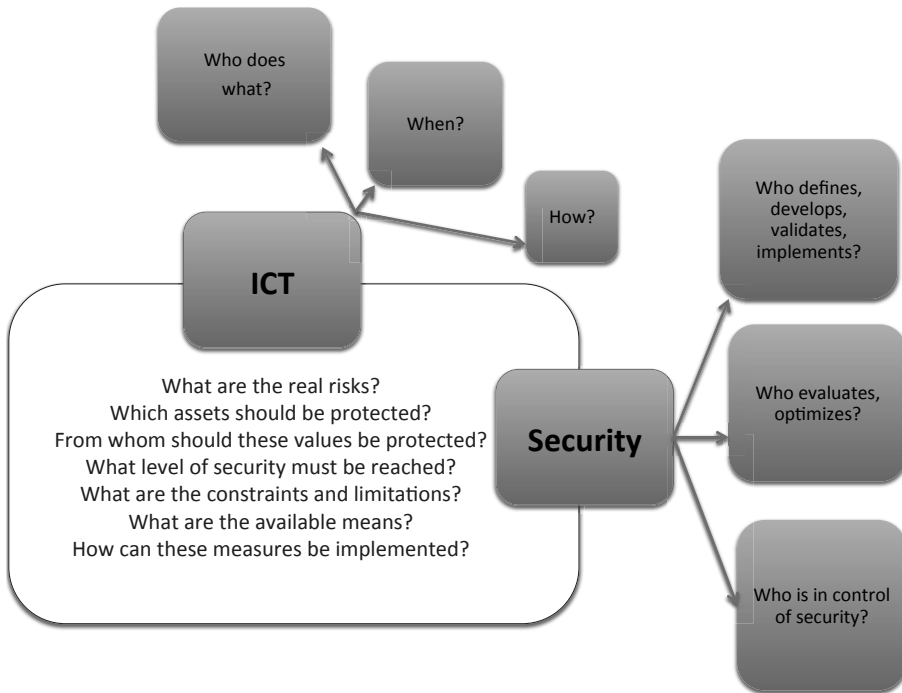 Who does
what?
When?
How?
ICT
Who defines,
develops,
validates,
implements?
What are the real risks?
Which assets should be protected?
From whom should these values be protected?
What level of security must be reached?
What are the constraints and limitations?
What are the available means?
How can these measures be implemented?
Security
Who evaluates,
optimizes?
Who is in control
of security?